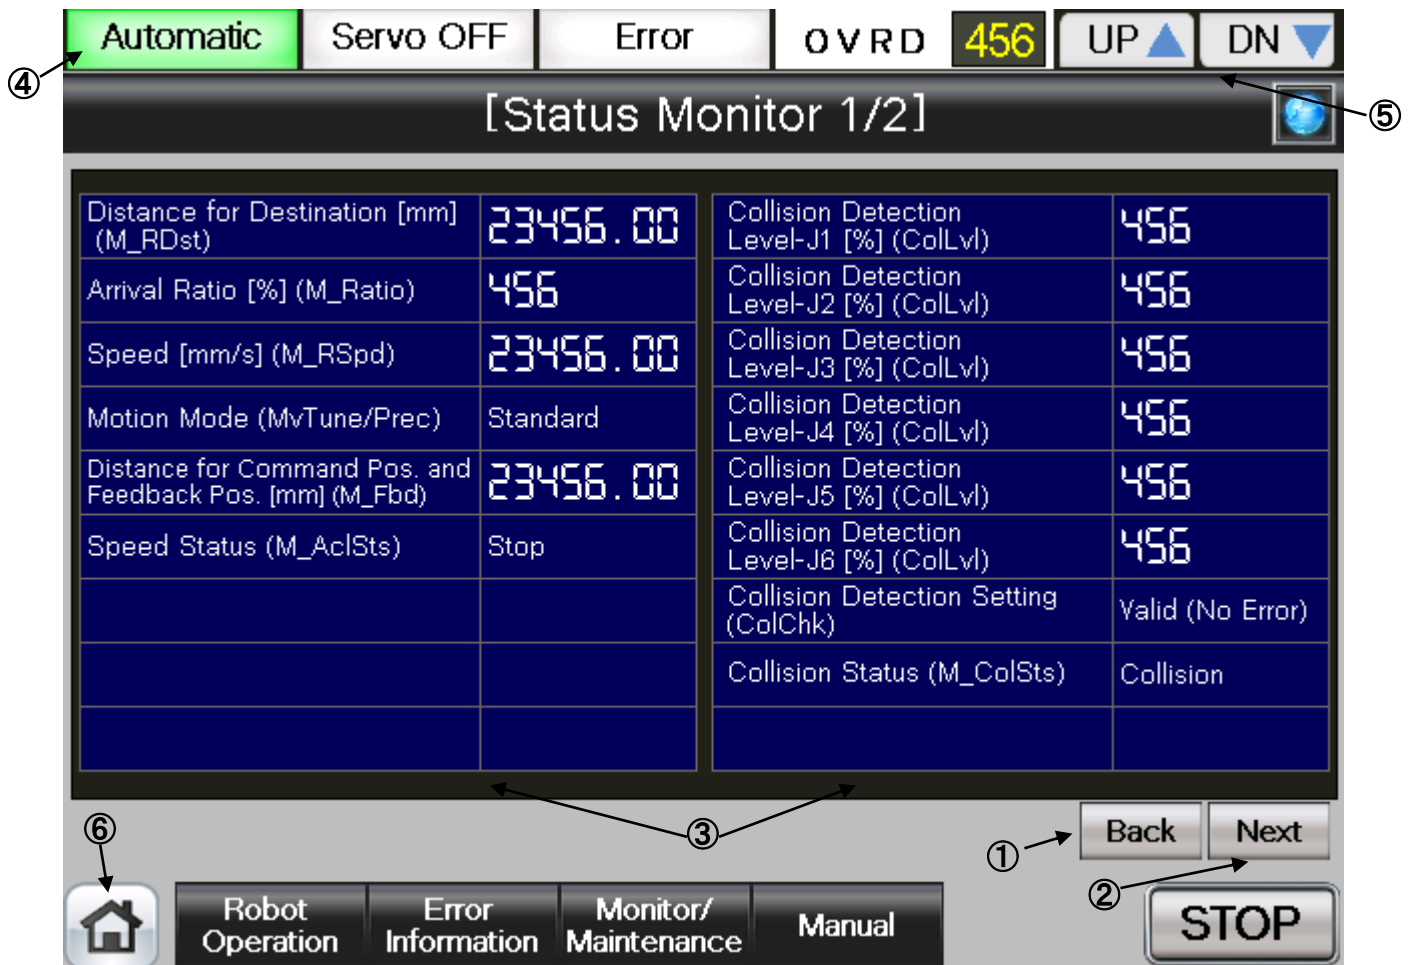 Automatic Servo OFF Error OVRD 456 UP DN
④
⑤
[Status Monitor 1/2]
Distance for Destination [mm]
(M_RDst)
23456.00
Arrival Ratio [%] (M_Ratio)
456
Speed [mm/s] (M_RSpd)
23456.00
Motion Mode (MvTune/Prec)
Standard
Distance for Command Pos. and
Feedback Pos. [mm] (M_Fbd)
23456.00
Speed Status (M_AclSts)
Stop
Collision Detection
Level-J1 [%] (ColLvl)
456
Collision Detection
Level-J2 [%] (ColLvl)
456
Collision Detection
Level-J3 [%] (ColLvl)
456
Collision Detection
Level-J4 [%] (ColLvl)
456
Collision Detection
Level-J5 [%] (ColLvl)
456
Collision Detection
Level-J6 [%] (ColLvl)
456
Collision Detection Setting
(ColChk)
Valid (No Error)
Collision Status (M_ColSts)
Collision
⑥
③
①
Back
Next
②
Robot
Operation
Error
Information
Monitor/
Maintenance
Manual
STOP